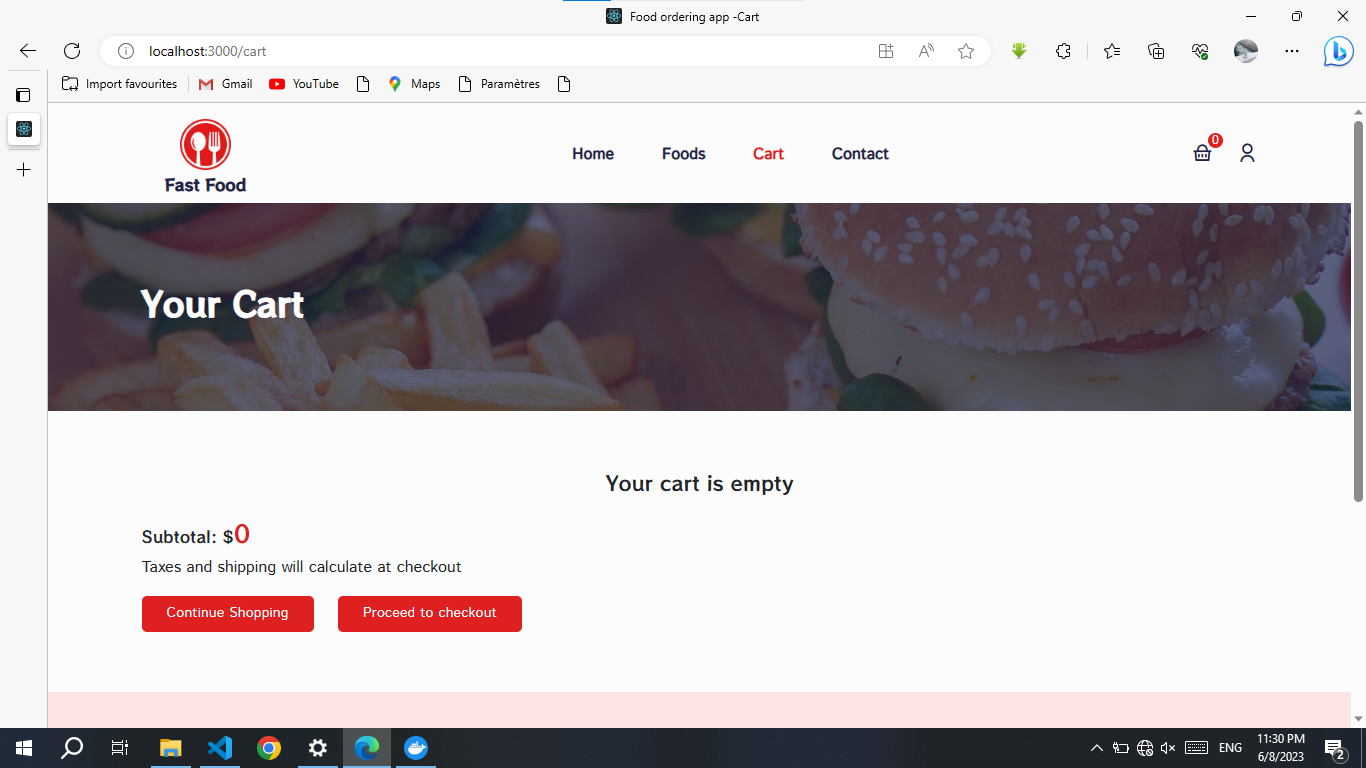 Food ordering app -Cart
localhost:3000/cart
Import favourites
Gmail
YouTube
Maps
Paramètres
Fast Food
Home
Foods
Cart
Contact
0
Your Cart
Your cart is empty
Subtotal: $0
Taxes and shipping will calculate at checkout
Continue Shopping
Proceed to checkout
ENG
11:30 PM
6/8/2023
2